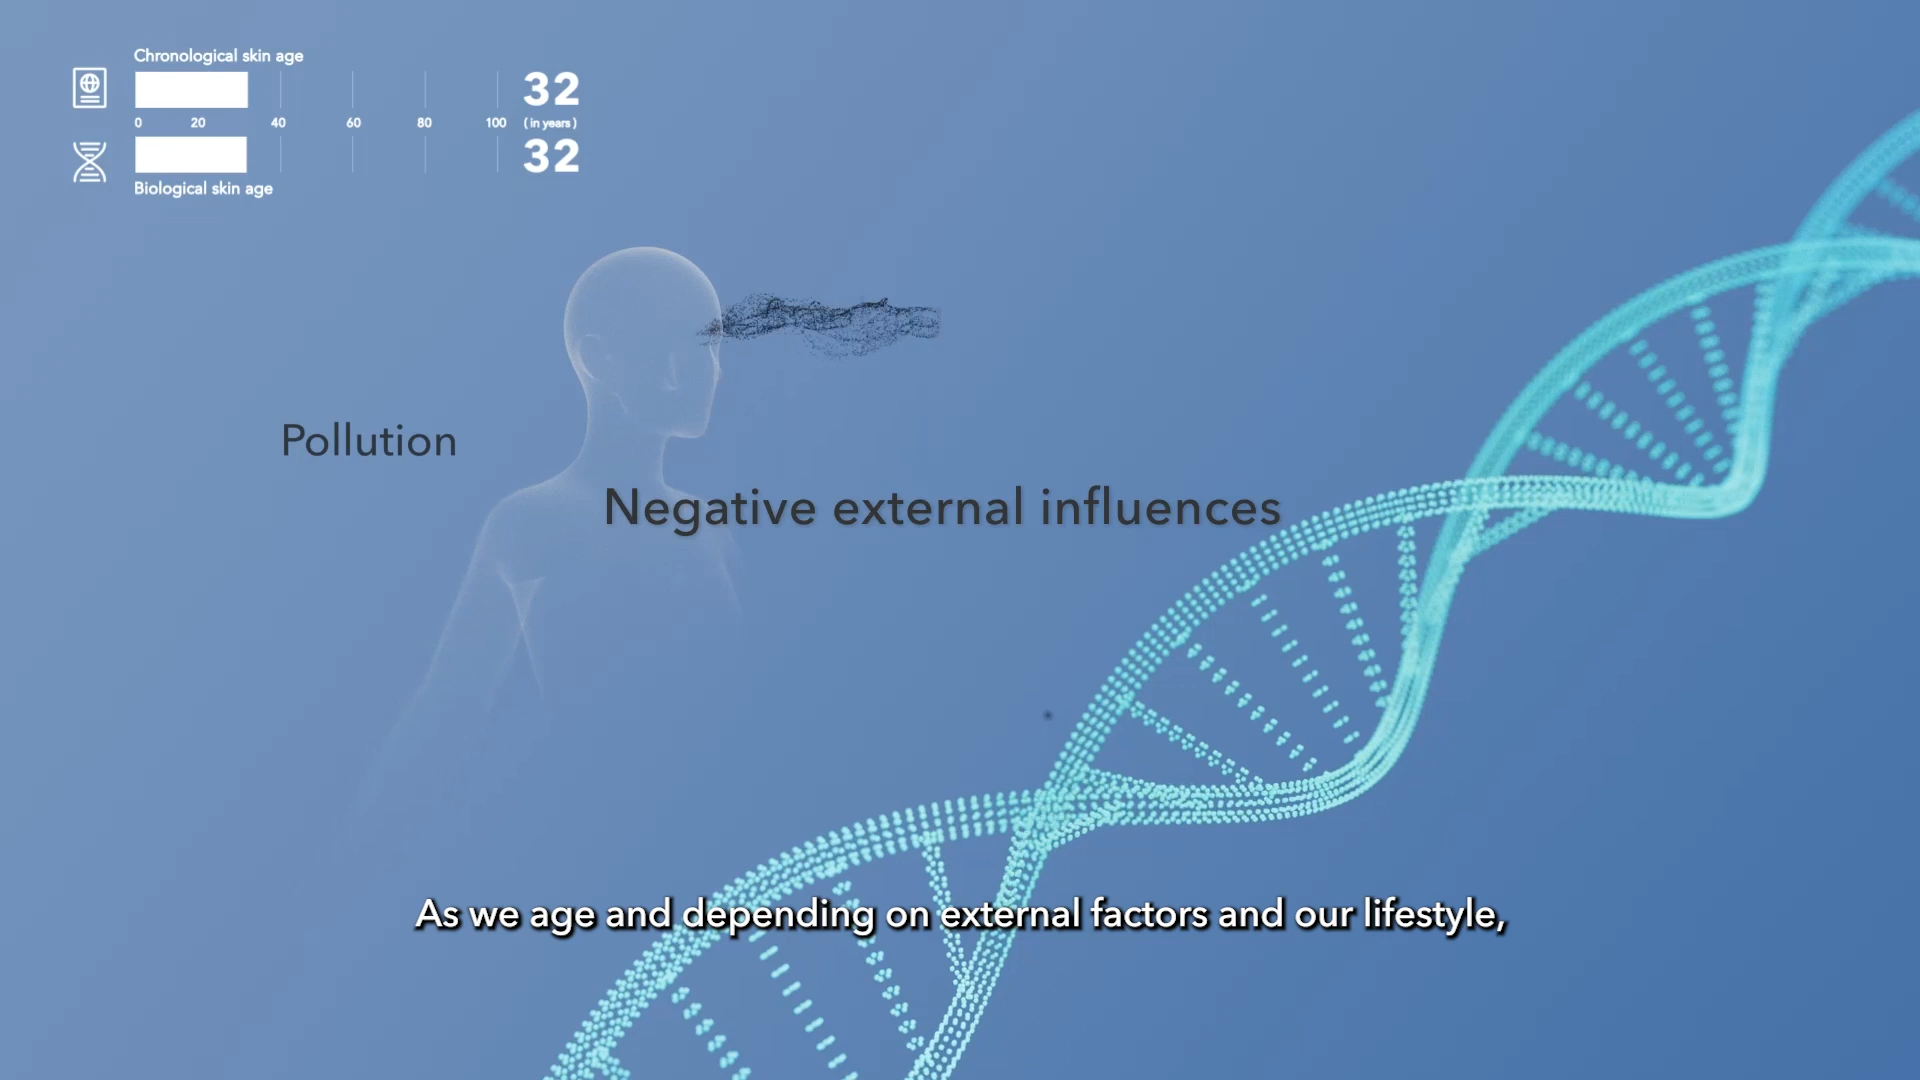 Chronological skin age
32
0 20 40 60 80 100 (in years)
32
Biological skin age
Pollution
Negative external influences
As we age and depending on external factors and our lifestyle,